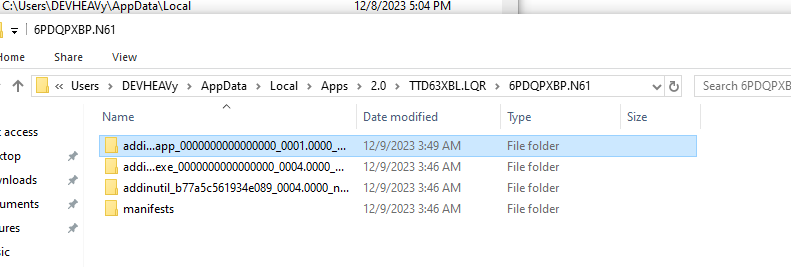 C:\Users\DEVHEAVy\AppData\Local 12/8/2023 5:04 PM
6PDQPXBP.N61
Home Share View
« Users > DEVHEAVy > AppData > Local > Apps > 2.0 > TTD63XBL.LQR > 6PDQPXBP.N61 Search 6PDQPXB
Name Date modified Type Size
access
addi...app_0000000000000000_0001.0000_... 12/9/2023 3:49 AM File folder
ktop
addi...exe_0000000000000000_0004.0000_... 12/9/2023 3:46 AM File folder
wnloads
addinutil_b77a5c561934e089_0004.0000_n... 12/9/2023 3:46 AM File folder
uments
manifests 12/9/2023 3:46 AM File folder
ures
sic